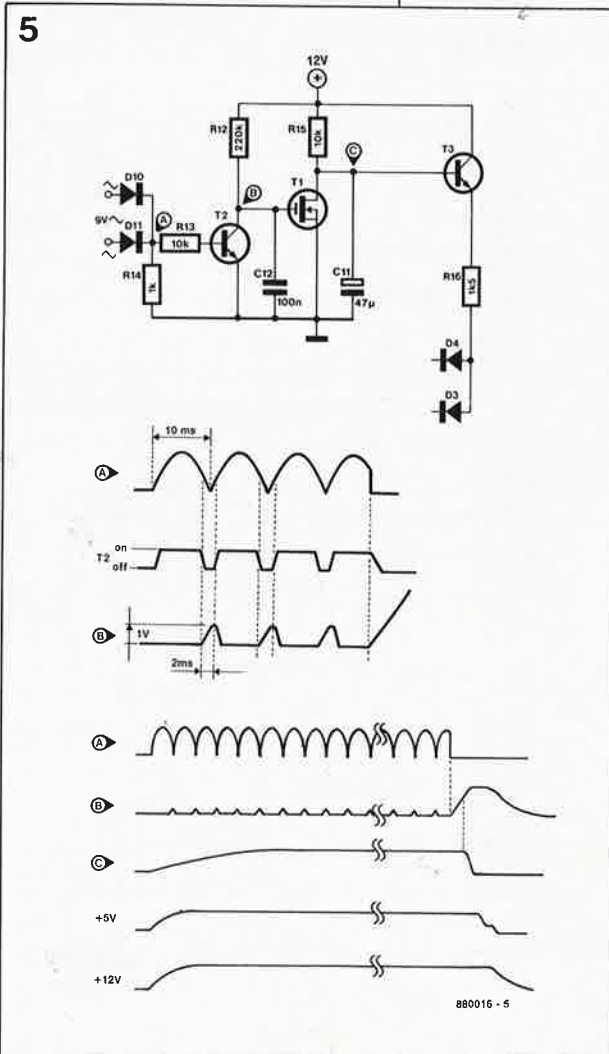 5
12V
+
R12
220k
R15
10k
C
T3
D10
B
T1
A
9V~
D11
R13
T2
10k
R14
1k
C12
100n
C11
47µ
R16
1k5
D4
D3
10 ms
A
T2
on
off
B
1V
2ms
A
B
C
+5V
+12V
880016 - 5